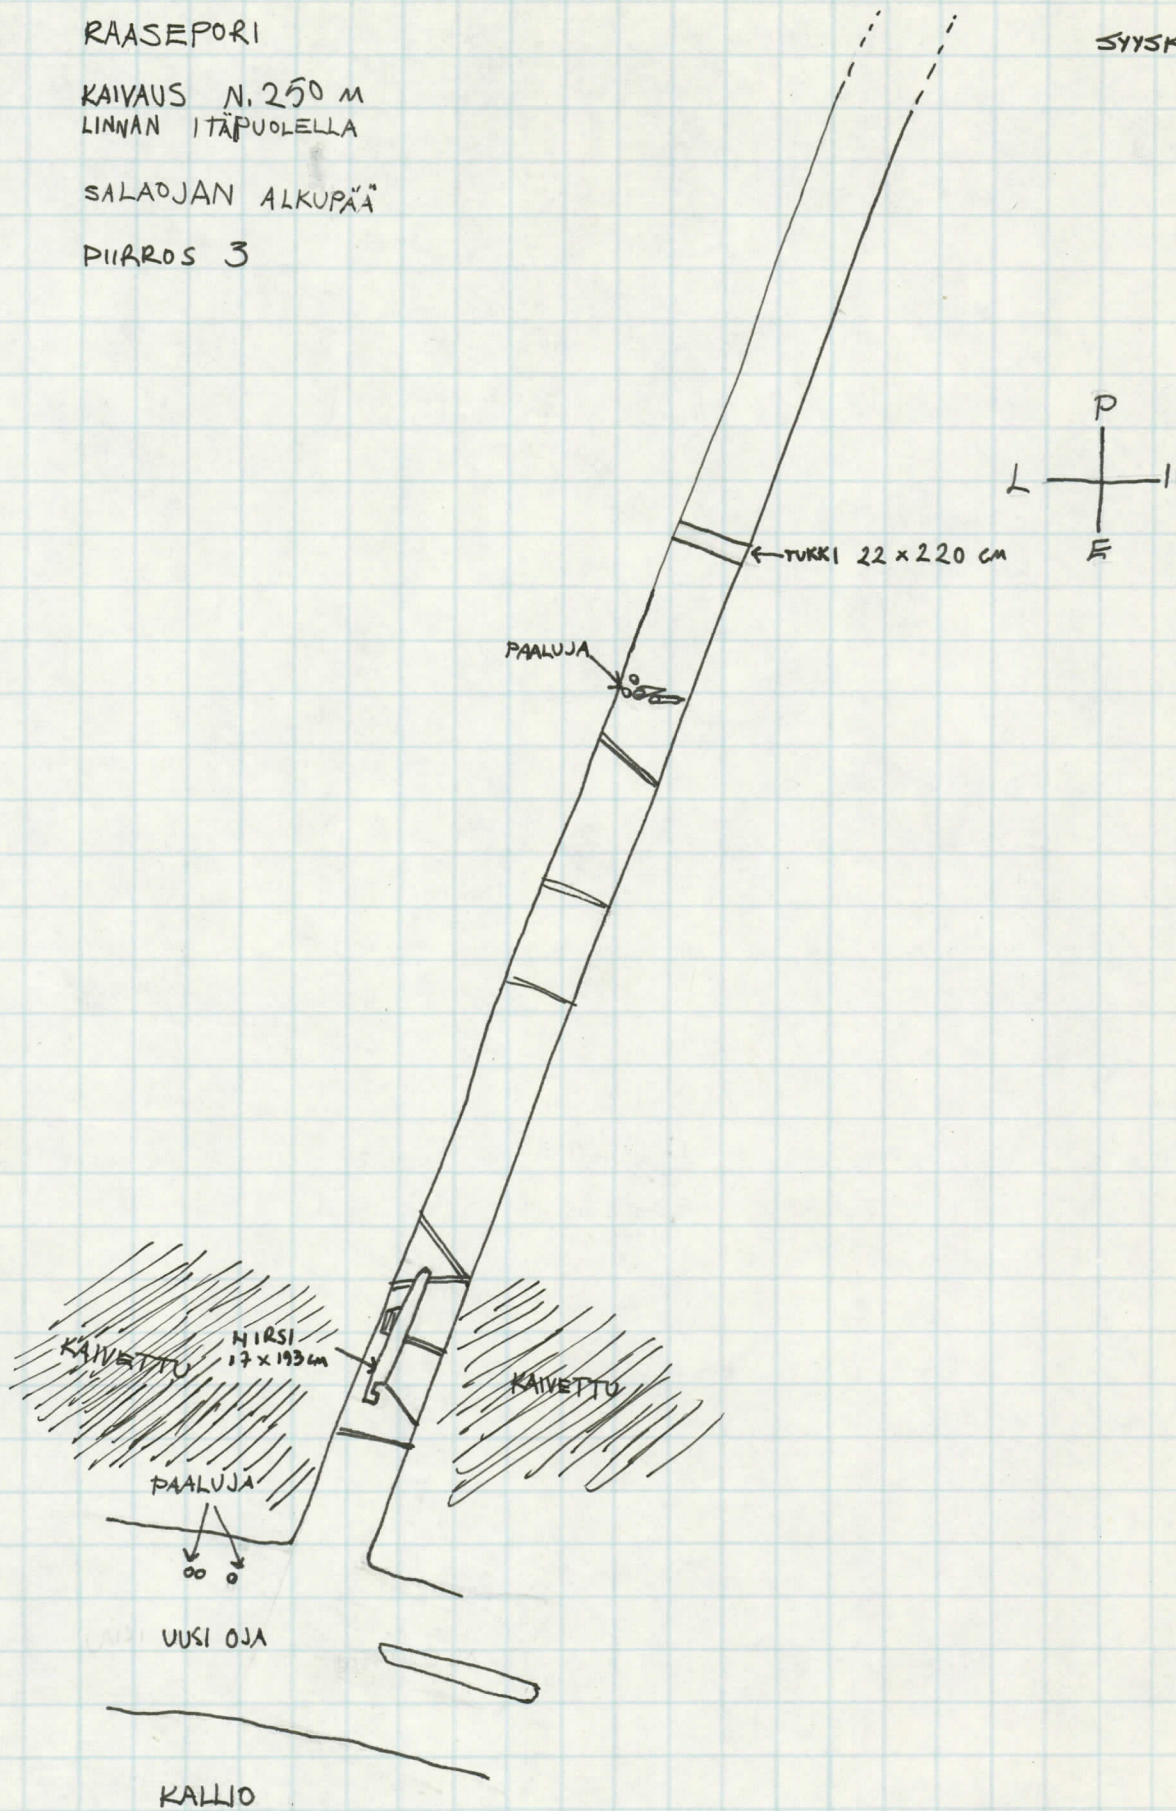 RAASEPORI
SYYSK
KAIVAUS N. 250 M
LINNAN ITÄPUOLELLA
SALAOJAN ALKUPÄÄ
PIIRROS 3
P
L I
E
TUKKI 22 x 220 CM
PAALUJA
HIRSI
17 x 193 cm
KAIVETTU
KAIVETTU
PAALUJA
UUSI OJA
KALLIO